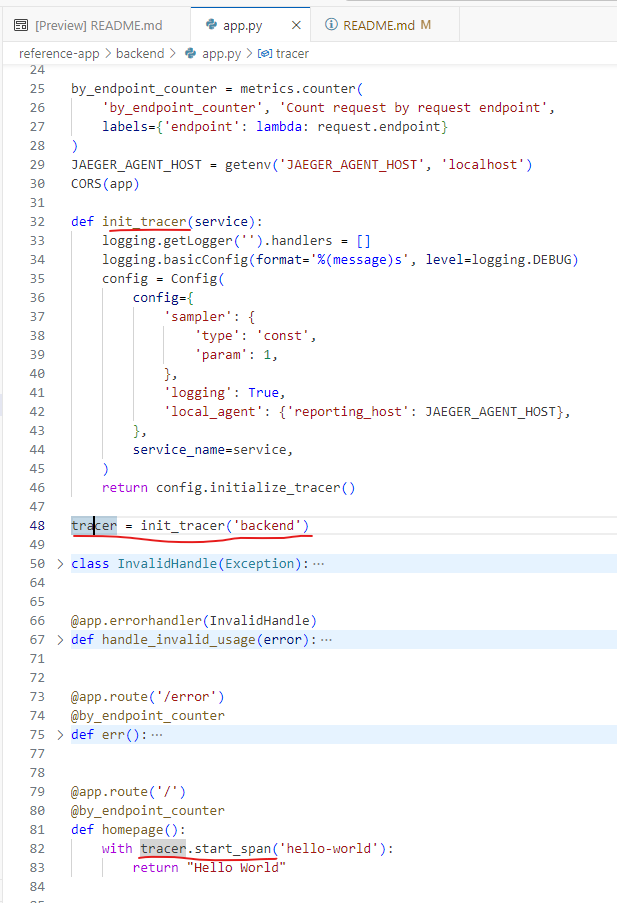 [Preview] README.md
app.py
README.md M
reference-app > backend > app.py > tracer
24
25 by_endpoint_counter = metrics.counter(
26     'by_endpoint_counter', 'Count request by request endpoint',
27     labels={'endpoint': lambda: request.endpoint}
28 )
29 JAEGER_AGENT_HOST = getenv('JAEGER_AGENT_HOST', 'localhost')
30 CORS(app)
31
32 def init_tracer(service):
33     logging.getLogger('').handlers = []
34     logging.basicConfig(format='%(message)s', level=logging.DEBUG)
35     config = Config(
36         config={
37             'sampler': {
38                 'type': 'const',
39                 'param': 1,
40             },
41             'logging': True,
42             'local_agent': {'reporting_host': JAEGER_AGENT_HOST},
43         },
44         service_name=service,
45     )
46     return config.initialize_tracer()
47
48 tracer = init_tracer('backend')
49
50 > class InvalidHandle(Exception): ···
64
65
66 @app.errorhandler(InvalidHandle)
67 > def handle_invalid_usage(error): ···
71
72
73 @app.route('/error')
74 @by_endpoint_counter
75 > def err(): ···
77
78
79 @app.route('/')
80 @by_endpoint_counter
81 def homepage():
82     with tracer.start_span('hello-world'):
83         return "Hello World"
84